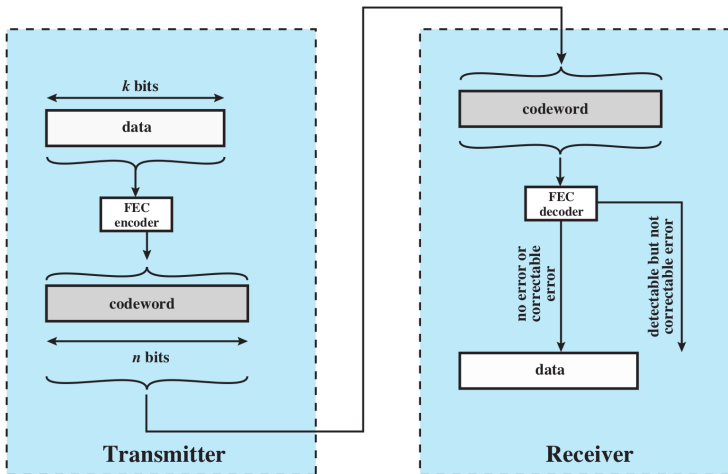 k bits
data
FEC
encoder
codeword
n bits
Transmitter
codeword
FEC
decoder
no error or
correctable
error
detectable but not
correctable error
data
Receiver